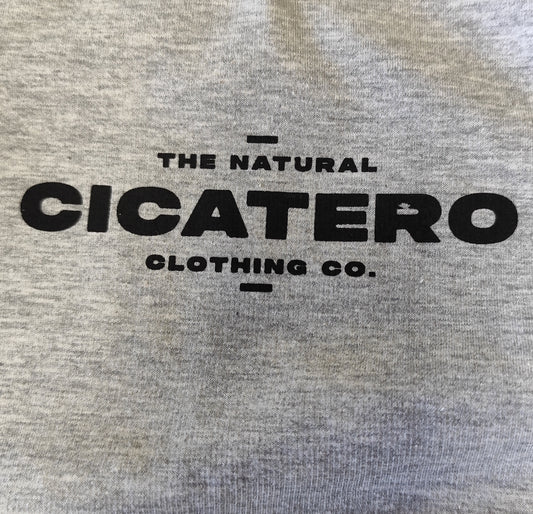 THE NATURAL
CICATERO
CLOTHING CO.